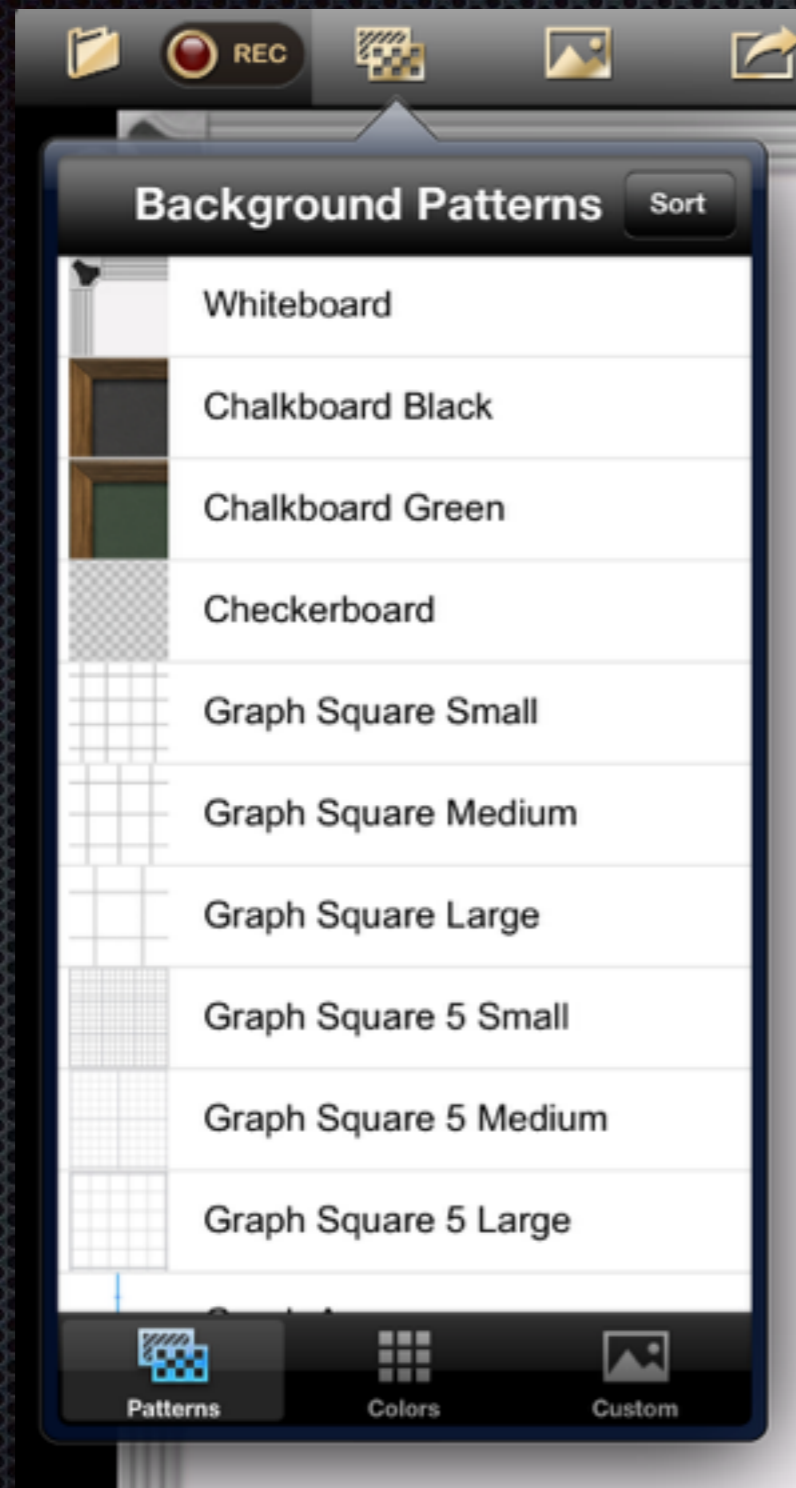 REC
Background Patterns Sort
Whiteboard
Chalkboard Black
Chalkboard Green
Checkerboard
Graph Square Small
Graph Square Medium
Graph Square Large
Graph Square 5 Small
Graph Square 5 Medium
Graph Square 5 Large
Patterns Colors Custom